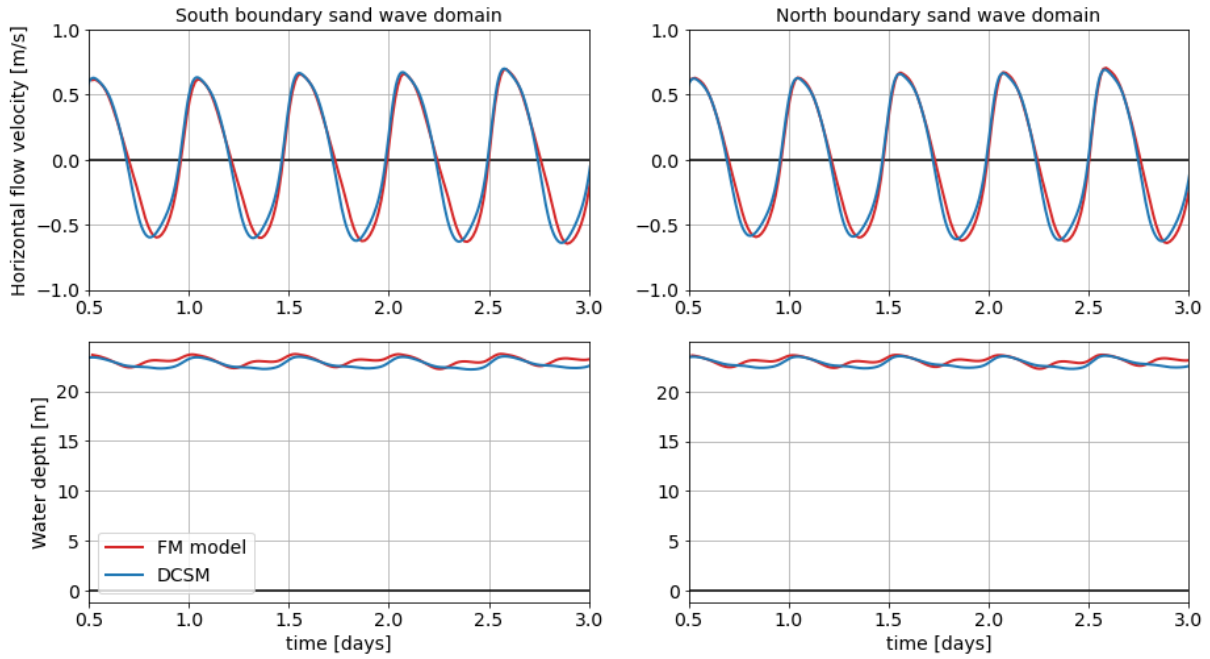 South boundary sand wave domain
North boundary sand wave domain
Horizontal flow velocity [m/s]
1.0
0.5
0.0
−0.5
−1.0
0.5 1.0 1.5 2.0 2.5 3.0
1.0
0.5
0.0
−0.5
−1.0
0.5 1.0 1.5 2.0 2.5 3.0
Water depth [m]
20
15
10
5
0
FM model
DCSM
0.5 1.0 1.5 2.0 2.5 3.0
time [days]
20
15
10
5
0
0.5 1.0 1.5 2.0 2.5 3.0
time [days]